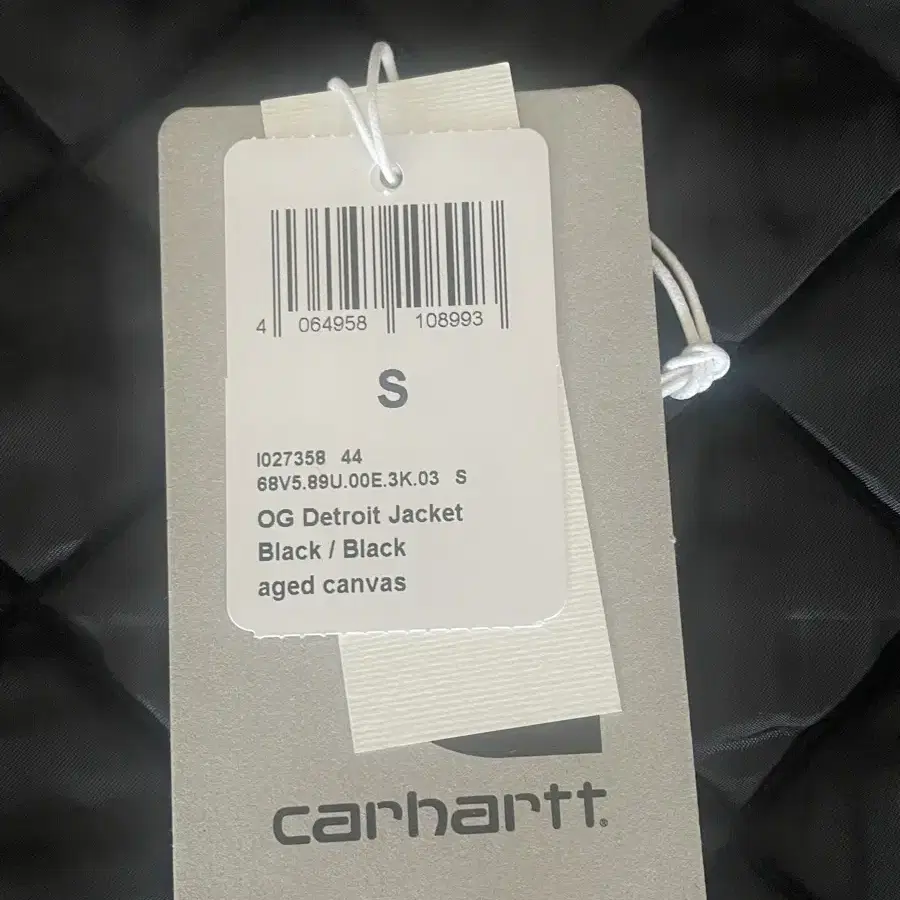 4 064958 108993
S
I027358 44
68V5.89U.00E.3K.03 S
OG Detroit Jacket
Black / Black
aged canvas
carhartt®